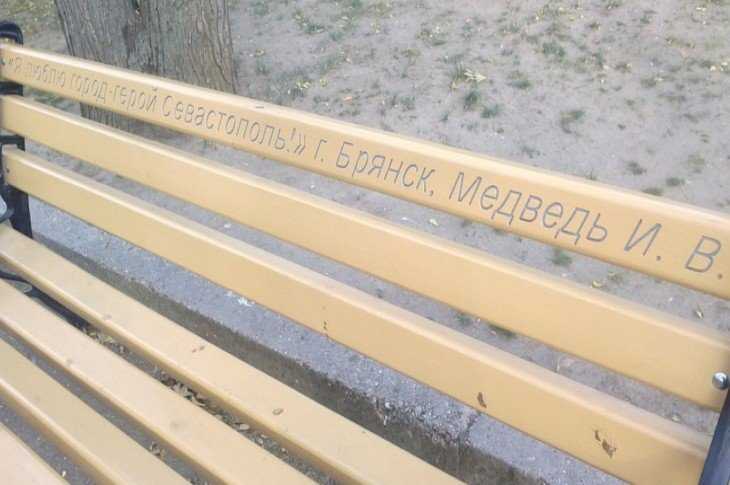 «Я люблю город-герой Севастополь!» г. Брянск, Медведь И. В.